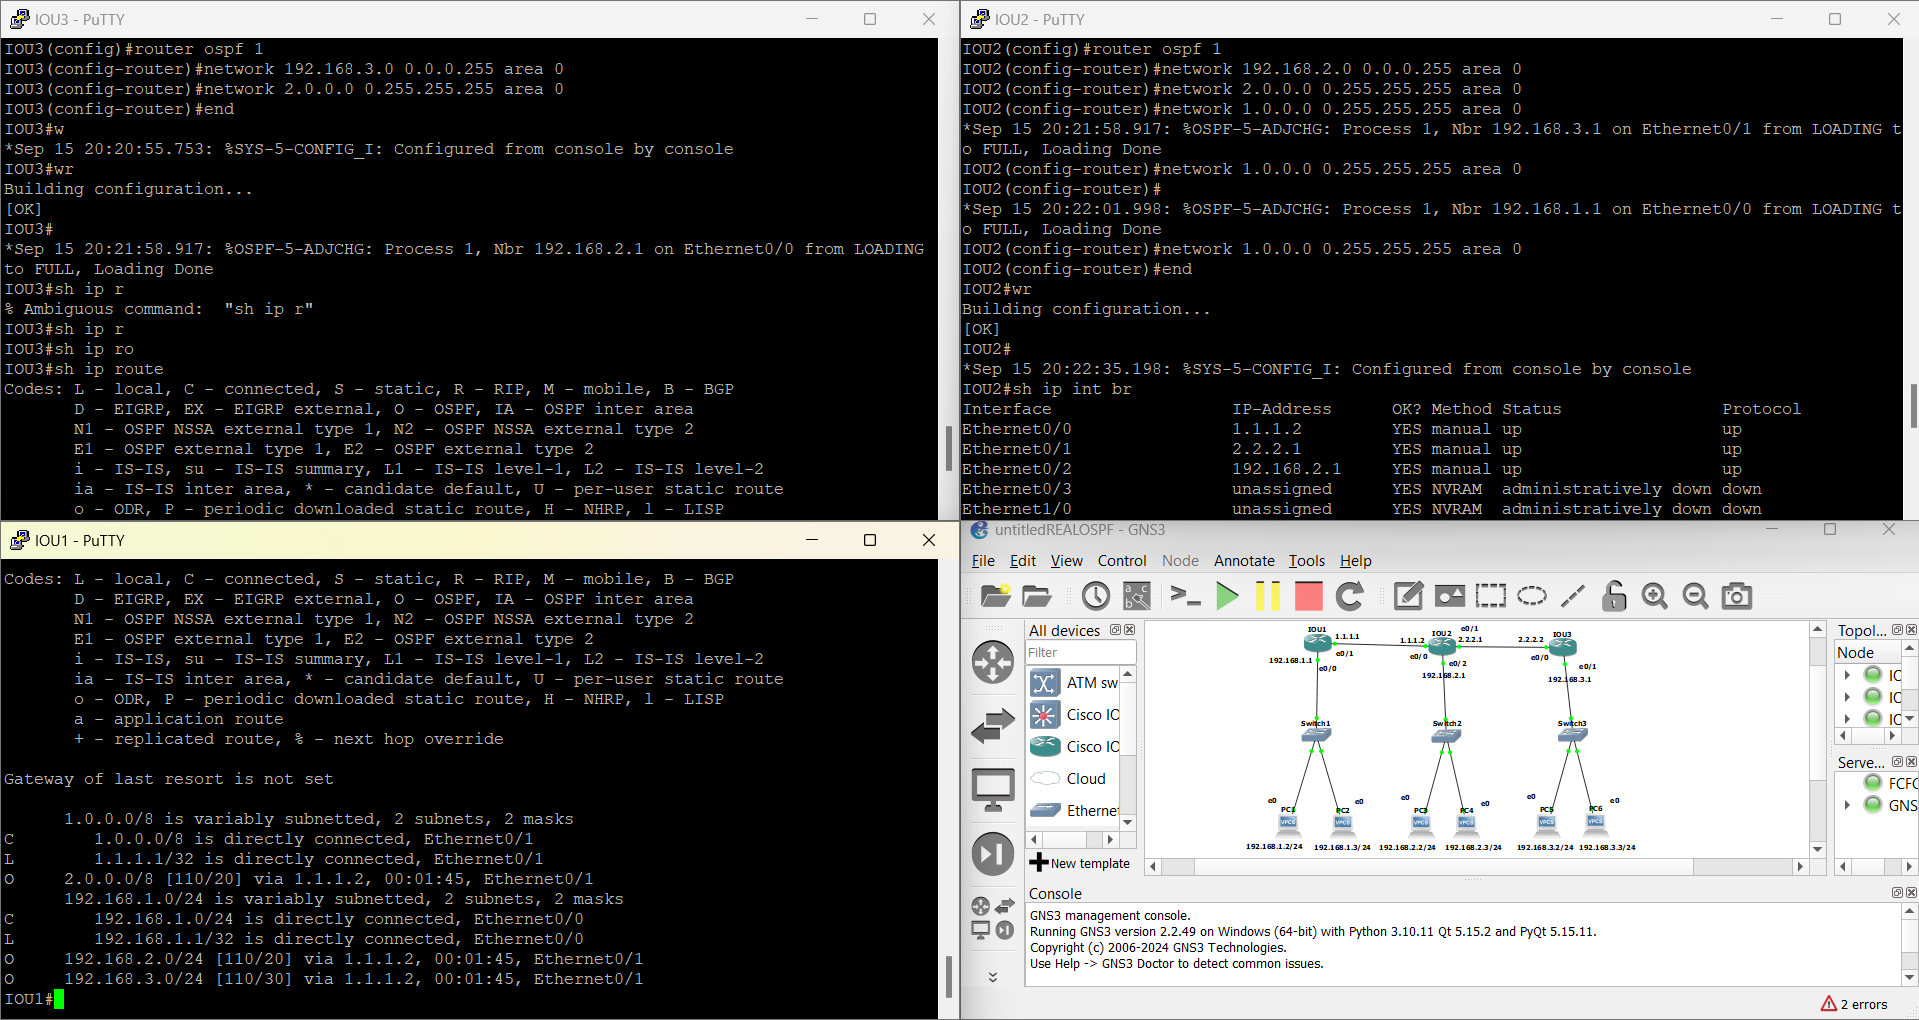 IOU3 - PuTTY
IOU3(config)#router ospf 1
IOU3(config-router)#network 192.168.3.0 0.0.0.255 area 0
IOU3(config-router)#network 2.0.0.0 0.255.255.255 area 0
IOU3(config-router)#end
IOU3#w
*Sep 15 20:20:55.753: %SYS-5-CONFIG_I: Configured from console by console
IOU3#wr
Building configuration...
[OK]
IOU3#
*Sep 15 20:21:58.917: %OSPF-5-ADJCHG: Process 1, Nbr 192.168.2.1 on Ethernet0/0 from LOADING
to FULL, Loading Done
IOU3#sh ip r
% Ambiguous command:  "sh ip r"
IOU3#sh ip r
IOU3#sh ip ro
IOU3#sh ip route
Codes: L - local, C - connected, S - static, R - RIP, M - mobile, B - BGP
D - EIGRP, EX - EIGRP external, O - OSPF, IA - OSPF inter area
N1 - OSPF NSSA external type 1, N2 - OSPF NSSA external type 2
E1 - OSPF external type 1, E2 - OSPF external type 2
i - IS-IS, su - IS-IS summary, L1 - IS-IS level-1, L2 - IS-IS level-2
ia - IS-IS inter area, * - candidate default, U - per-user static route
o - ODR, P - periodic downloaded static route, H - NHRP, l - LISP
IOU2 - PuTTY
IOU2(config)#router ospf 1
IOU2(config-router)#network 192.168.2.0 0.0.0.255 area 0
IOU2(config-router)#network 2.0.0.0 0.255.255.255 area 0
IOU2(config-router)#network 1.0.0.0 0.255.255.255 area 0
*Sep 15 20:21:58.917: %OSPF-5-ADJCHG: Process 1, Nbr 192.168.3.1 on Ethernet0/1 from LOADING t
o FULL, Loading Done
IOU2(config-router)#network 1.0.0.0 0.255.255.255 area 0
IOU2(config-router)#
*Sep 15 20:22:01.998: %OSPF-5-ADJCHG: Process 1, Nbr 192.168.1.1 on Ethernet0/0 from LOADING t
o FULL, Loading Done
IOU2(config-router)#network 1.0.0.0 0.255.255.255 area 0
IOU2(config-router)#end
IOU2#wr
Building configuration...
[OK]
IOU2#
*Sep 15 20:22:35.198: %SYS-5-CONFIG_I: Configured from console by console
IOU2#sh ip int br
Interface IP-Address OK? Method Status Protocol
Ethernet0/0 1.1.1.2 YES manual up up
Ethernet0/1 2.2.2.1 YES manual up up
Ethernet0/2 192.168.2.1 YES manual up up
Ethernet0/3 unassigned YES NVRAM administratively down down
Ethernet1/0 unassigned YES NVRAM administratively down down
IOU1 - PuTTY
Codes: L - local, C - connected, S - static, R - RIP, M - mobile, B - BGP
D - EIGRP, EX - EIGRP external, O - OSPF, IA - OSPF inter area
N1 - OSPF NSSA external type 1, N2 - OSPF NSSA external type 2
E1 - OSPF external type 1, E2 - OSPF external type 2
i - IS-IS, su - IS-IS summary, L1 - IS-IS level-1, L2 - IS-IS level-2
ia - IS-IS inter area, * - candidate default, U - per-user static route
o - ODR, P - periodic downloaded static route, H - NHRP, l - LISP
a - application route
+ - replicated route, % - next hop override
Gateway of last resort is not set
1.0.0.0/8 is variably subnetted, 2 subnets, 2 masks
C 1.0.0.0/8 is directly connected, Ethernet0/1
L 1.1.1.1/32 is directly connected, Ethernet0/1
O 2.0.0.0/8 [110/20] via 1.1.1.2, 00:01:45, Ethernet0/1
192.168.1.0/24 is variably subnetted, 2 subnets, 2 masks
C 192.168.1.0/24 is directly connected, Ethernet0/0
L 192.168.1.1/32 is directly connected, Ethernet0/0
O 192.168.2.0/24 [110/20] via 1.1.1.2, 00:01:45, Ethernet0/1
O 192.168.3.0/24 [110/30] via 1.1.1.2, 00:01:45, Ethernet0/1
IOU1#
untitledREALOSPF - GNS3
File Edit View Control Node Annotate Tools Help
All devices
Filter
ATM sw
Cisco IO
Cisco IO
Cloud
Etherne
New template
IOU1 1.1.1.1 1.1.1.2 IOU2 e0/1 2.2.2.1 2.2.2.2 IOU3
e0/1 e0/0 e0/0
192.168.1.1 e0/0 e0/2 e0/1
192.168.2.1 192.168.3.1
Switch1 Switch2 Switch3
e0 e0 e0 e0 e0 e0
PC1 PC2 PC3 PC4 PC5 PC6
VPCS VPCS VPCS VPCS VPCS VPCS
192.168.1.2/24 192.168.1.3/24 192.168.2.2/24 192.168.2.3/24 192.168.3.2/24 192.168.3.3/24
Topol...
Node
IO
IO
IO
Serve...
FCFC
GNS
Console
GNS3 management console.
Running GNS3 version 2.2.49 on Windows (64-bit) with Python 3.10.11 Qt 5.15.2 and PyQt 5.15.11.
Copyright (c) 2006-2024 GNS3 Technologies.
Use Help -> GNS3 Doctor to detect common issues.
2 errors